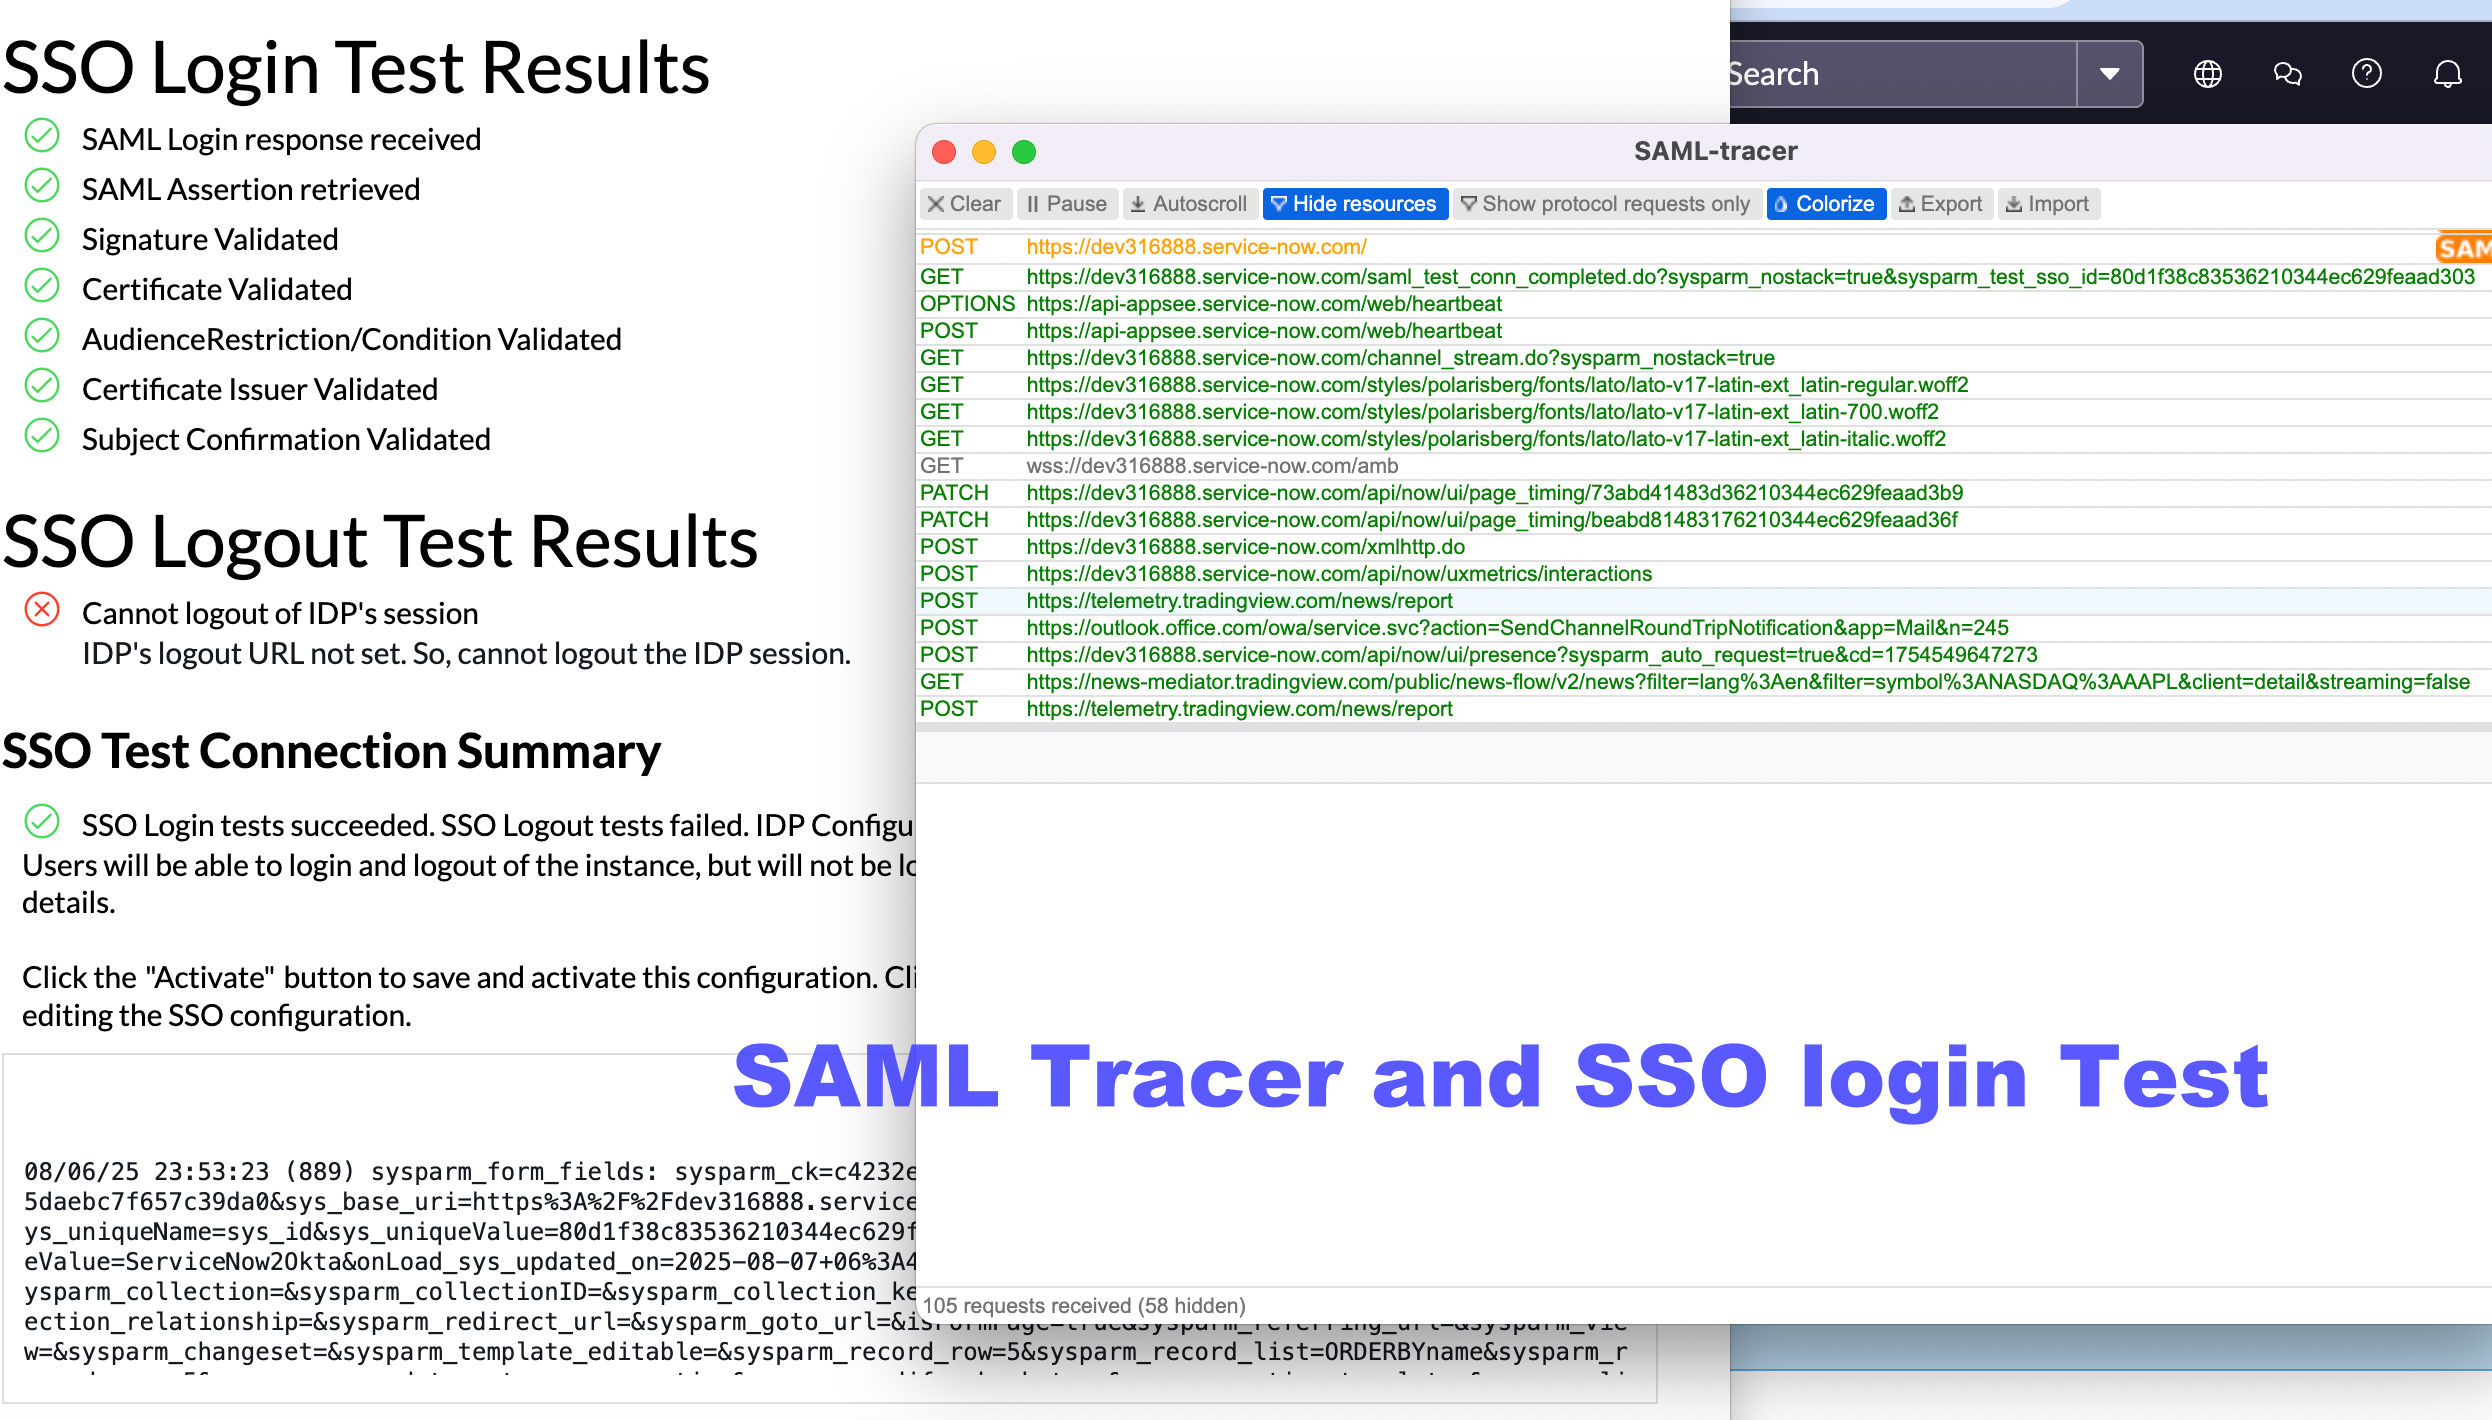 SSO Login Test Results
SAML Login response received
SAML Assertion retrieved
Signature Validated
Certificate Validated
AudienceRestriction/Condition Validated
Certificate Issuer Validated
Subject Confirmation Validated
SSO Logout Test Results
Cannot logout of IDP's session
IDP's logout URL not set. So, cannot logout the IDP session.
SSO Test Connection Summary
SSO Login tests succeeded. SSO Logout tests failed. IDP Configu
Users will be able to login and logout of the instance, but will not be lo
details.
Click the "Activate" button to save and activate this configuration. Cli
editing the SSO configuration.
08/06/25 23:53:23 (889) sysparm_form_fields: sysparm_ck=c4232e
5daebc7f657c39da0&sys_base_uri=https%3A%2F%2Fdev316888.service
ys_uniqueName=sys_id&sys_uniqueValue=80d1f38c83536210344ec629f
eValue=ServiceNow2Okta&onLoad_sys_updated_on=2025-08-07+06%3A4
ysparm_collection=&sysparm_collectionID=&sysparm_collection_ke
ection_relationship=&sysparm_redirect_url=&sysparm_goto_url=&isFormPage=true&sysparm_referring_url=&sysparm_vie
w=&sysparm_changeset=&sysparm_template_editable=&sysparm_record_row=5&sysparm_record_list=ORDERBYname&sysparm_r
Search
SAML-tracer
Clear Pause Autoscroll Hide resources Show protocol requests only Colorize Export Import
POST https://dev316888.service-now.com/ SAM
GET https://dev316888.service-now.com/saml_test_conn_completed.do?sysparm_nostack=true&sysparm_test_sso_id=80d1f38c83536210344ec629feaad303
OPTIONS https://api-appsee.service-now.com/web/heartbeat
POST https://api-appsee.service-now.com/web/heartbeat
GET https://dev316888.service-now.com/channel_stream.do?sysparm_nostack=true
GET https://dev316888.service-now.com/styles/polarisberg/fonts/lato/lato-v17-latin-ext_latin-regular.woff2
GET https://dev316888.service-now.com/styles/polarisberg/fonts/lato/lato-v17-latin-ext_latin-700.woff2
GET https://dev316888.service-now.com/styles/polarisberg/fonts/lato/lato-v17-latin-ext_latin-italic.woff2
GET wss://dev316888.service-now.com/amb
PATCH https://dev316888.service-now.com/api/now/ui/page_timing/73abd41483d36210344ec629feaad3b9
PATCH https://dev316888.service-now.com/api/now/ui/page_timing/beabd81483176210344ec629feaad36f
POST https://dev316888.service-now.com/xmlhttp.do
POST https://dev316888.service-now.com/api/now/uxmetrics/interactions
POST https://telemetry.tradingview.com/news/report
POST https://outlook.office.com/owa/service.svc?action=SendChannelRoundTripNotification&app=Mail&n=245
POST https://dev316888.service-now.com/api/now/ui/presence?sysparm_auto_request=true&cd=1754549647273
GET https://news-mediator.tradingview.com/public/news-flow/v2/news?filter=lang%3Aen&filter=symbol%3ANASDAQ%3AAAPL&client=detail&streaming=false
POST https://telemetry.tradingview.com/news/report
SAML Tracer and SSO login Test
105 requests received (58 hidden)